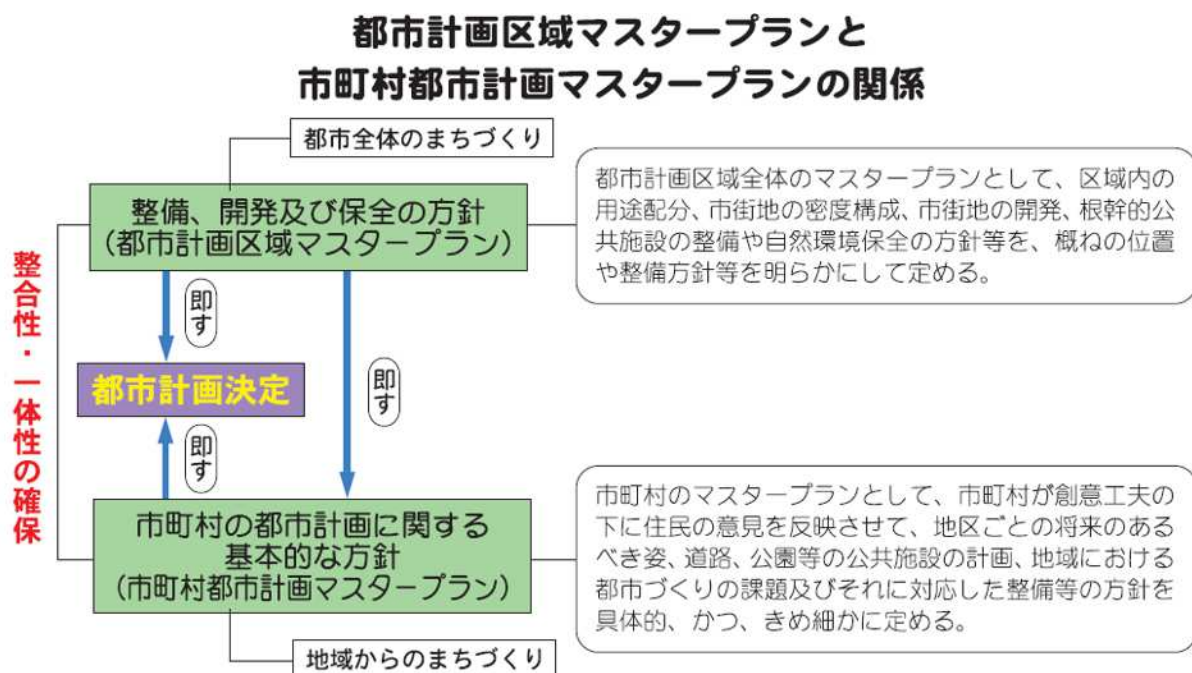 都市計画区域マスタープランと
市町村都市計画マスタープランの関係
都市全体のまちづくり
整備、開発及び保全の方針
(都市計画区域マスタープラン)
都市計画区域全体のマスタープランとして、区域内の
用途配分、市街地の密度構成、市街地の開発、根幹的公
共施設の整備や自然環境保全の方針等を、概ねの位置
や整備方針等を明らかにして定める。
整合性・一体性の確保
即す
都市計画決定
即す
即す
市町村の都市計画に関する
基本的な方針
(市町村都市計画マスタープラン)
市町村のマスタープランとして、市町村が創意工夫の
下に住民の意見を反映させて、地区ごとの将来のある
べき姿、道路、公園等の公共施設の計画、地域における
都市づくりの課題及びそれに対応した整備等の方針を
具体的、かつ、きめ細かに定める。
地域からのまちづくり